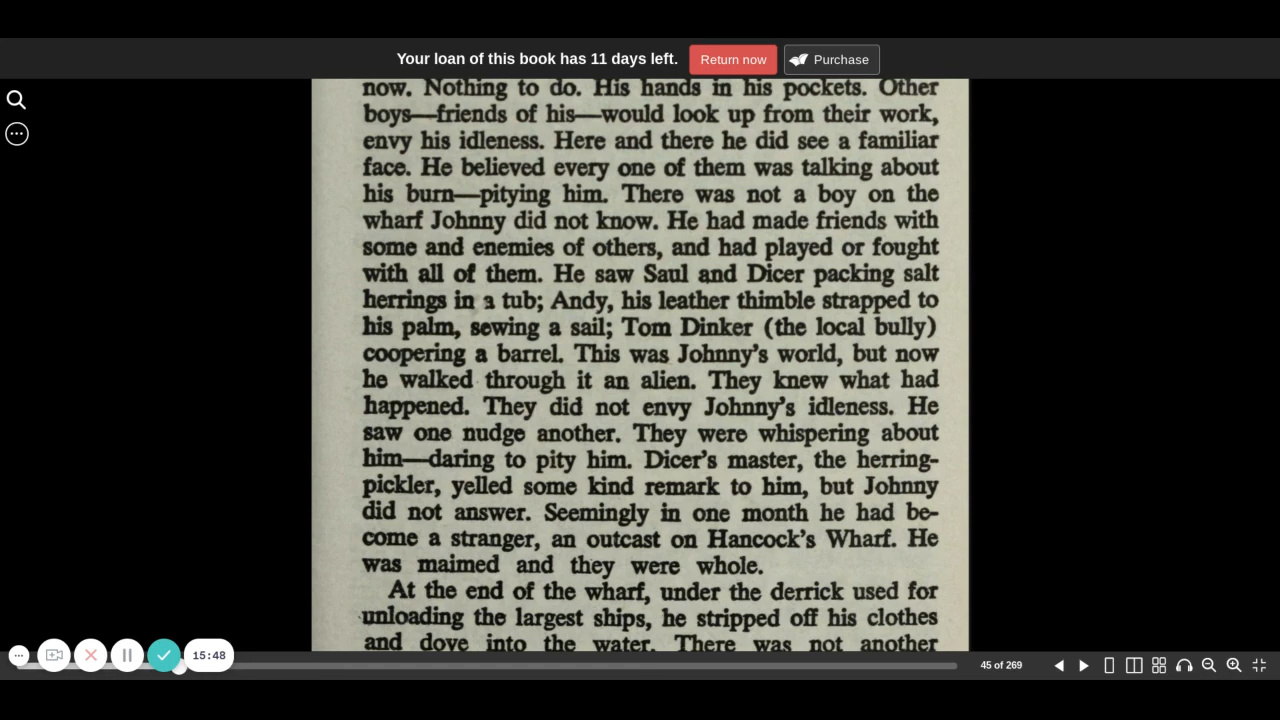 Your loan of this book has 11 days left. Return now Purchase
now. Nothing to do. His hands in his pockets. Other
boys—friends of his—would look up from their work,
envy his idleness. Here and there he did see a familiar
face. He believed every one of them was talking about
his burn—pitying him. There was not a boy on the
wharf Johnny did not know. He had made friends with
some and enemies of others, and had played or fought
with all of them. He saw Saul and Dicer packing salt
herrings in a tub; Andy, his leather thimble strapped to
his palm, sewing a sail; Tom Dinker (the local bully)
coopering a barrel. This was Johnny's world, but now
he walked through it an alien. They knew what had
happened. They did not envy Johnny's idleness. He
saw one nudge another. They were whispering about
him—daring to pity him. Dicer's master, the herring-
pickler, yelled some kind remark to him, but Johnny
did not answer. Seemingly in one month he had be-
come a stranger, an outcast on Hancock's Wharf. He
was maimed and they were whole.
At the end of the wharf, under the derrick used for
unloading the largest ships, he stripped off his clothes
and dove into the water. There was not another
15:48
45 of 269